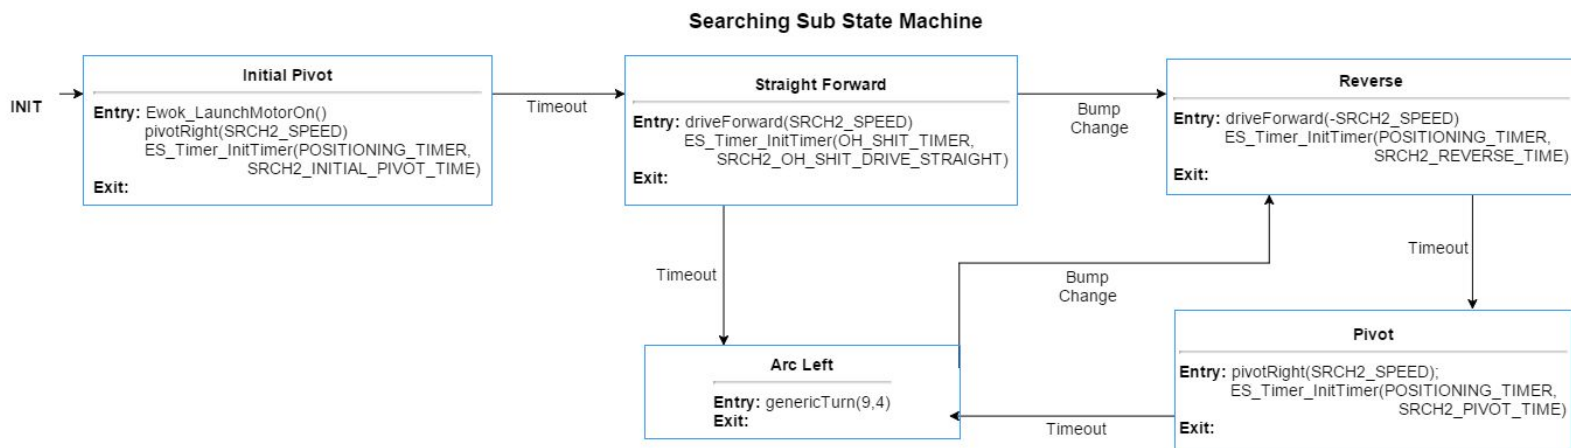 Searching Sub State Machine
INIT
Initial Pivot
Entry: Ewok_LaunchMotorOn()
pivotRight(SRCH2_SPEED)
ES_Timer_InitTimer(POSITIONING_TIMER,
SRCH2_INITIAL_PIVOT_TIME)
Exit:
Timeout
Straight Forward
Entry: driveForward(SRCH2_SPEED)
ES_Timer_InitTimer(OH_SHIT_TIMER,
SRCH2_OH_SHIT_DRIVE_STRAIGHT)
Exit:
Bump
Change
Reverse
Entry: driveForward(-SRCH2_SPEED)
ES_Timer_InitTimer(POSITIONING_TIMER,
SRCH2_REVERSE_TIME)
Exit:
Timeout
Bump
Change
Timeout
Arc Left
Entry: genericTurn(9,4)
Exit:
Timeout
Pivot
Entry: pivotRight(SRCH2_SPEED);
ES_Timer_InitTimer(POSITIONING_TIMER,
SRCH2_PIVOT_TIME)
Exit: